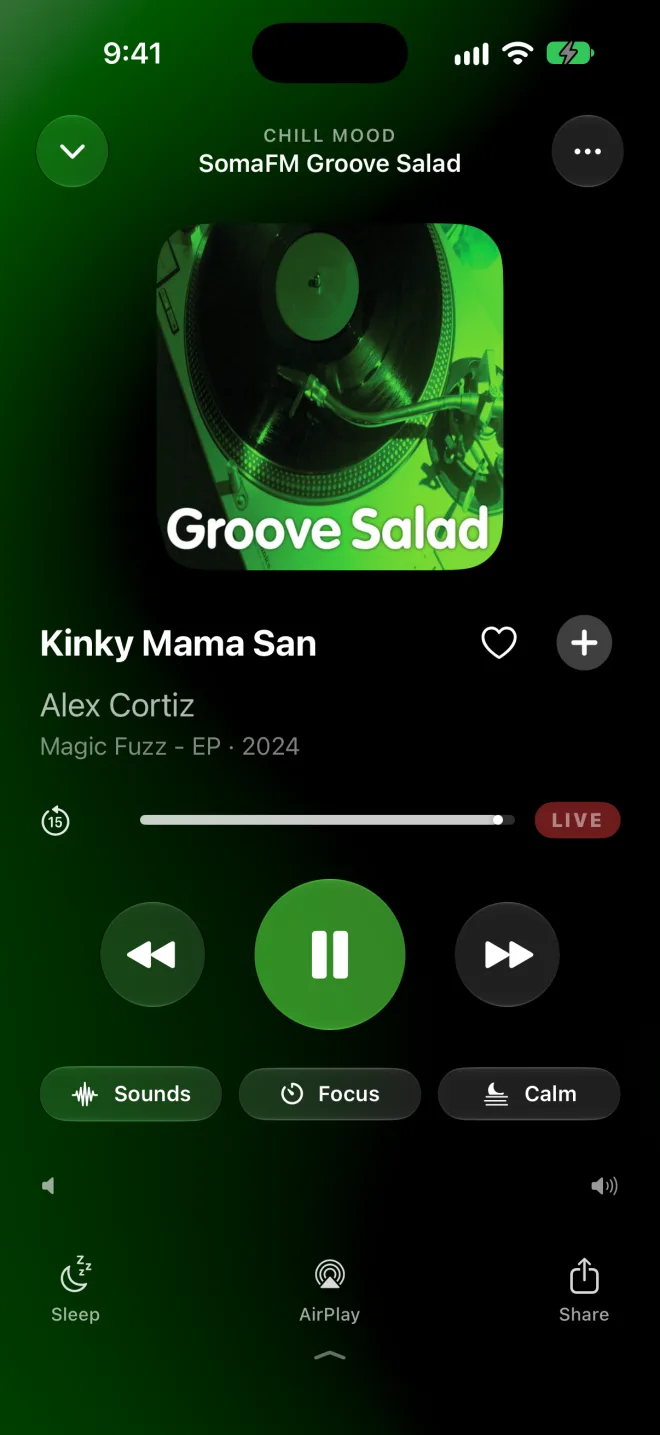 9:41
CHILL MOOD
SomaFM Groove Salad
Groove Salad
Kinky Mama San
Alex Cortiz
Magic Fuzz - EP · 2024
15
LIVE
Sounds
Focus
Calm
Sleep
AirPlay
Share